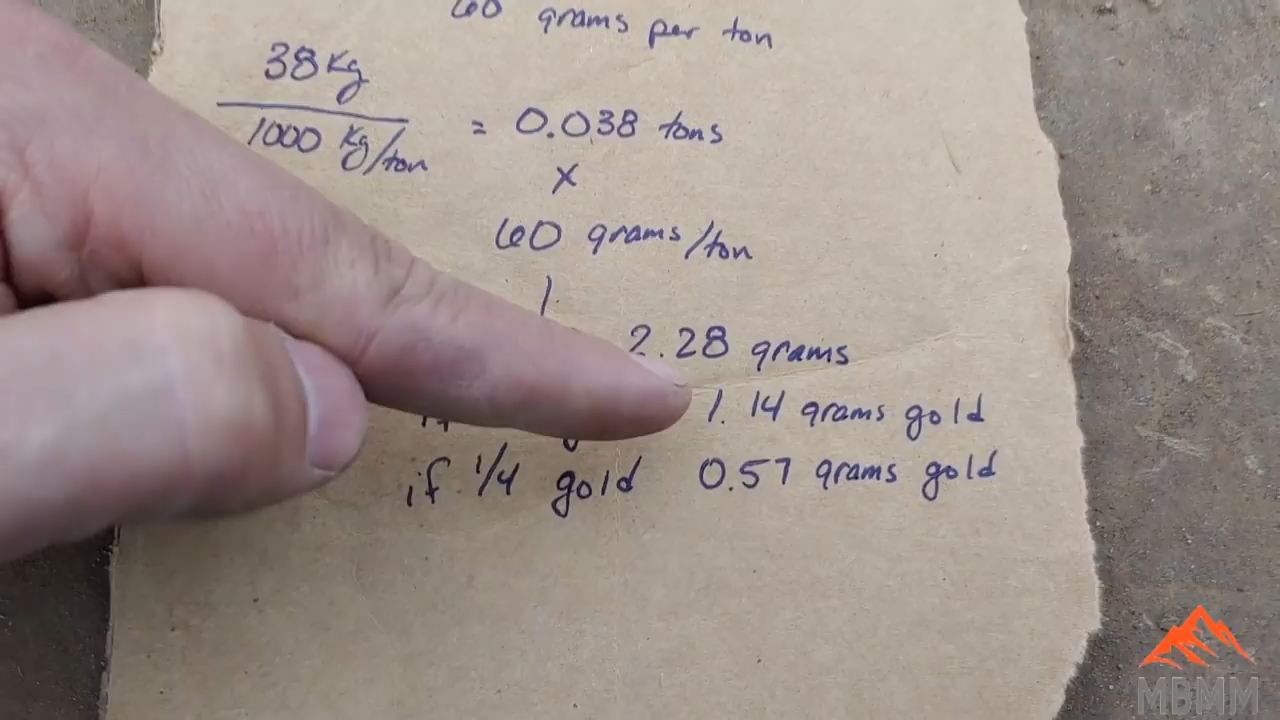 60 grams per ton
38 Kg
1000 Kg/ton = 0.038 tons
x
60 grams/ton
2.28 grams
1.14 grams gold
if 1/4 gold 0.57 grams gold
MBMM